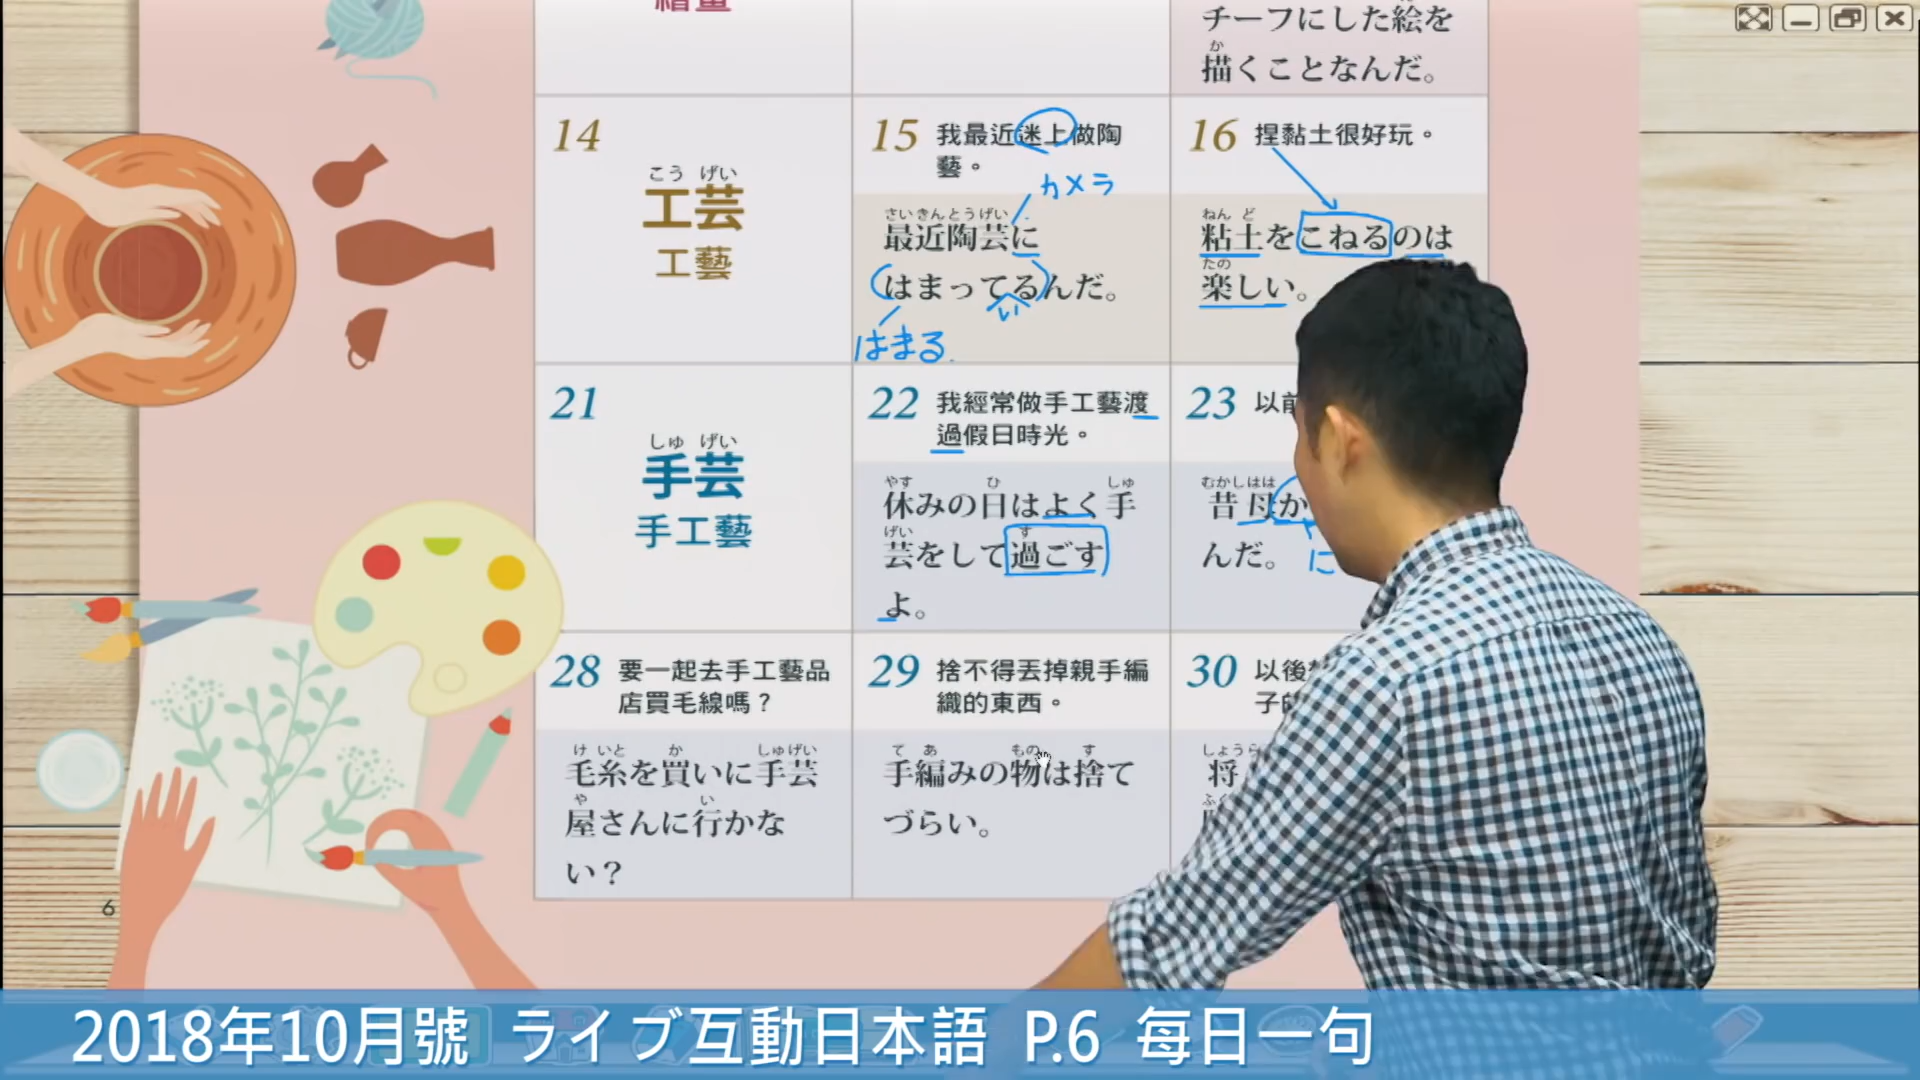 繪畫
チーフにした絵を
か
描くことなんだ。
14
こう げい
工芸
工藝
15 我最近迷上做陶
藝。
カメラ
さいきんとうげい
最近陶芸に
はまってるんだ。
い
はまる
16 捏黏土很好玩。
ねん ど
粘土をこねるのは
たの
楽しい。
21
しゅ げい
手芸
手工藝
22 我經常做手工藝渡
過假日時光。
やす ひ しゅ
休みの日はよく手
げい す
芸をして過ごす
よ。
23 以前
むかしはは
昔母か
んだ。
に
28 要一起去手工藝品
店買毛線嗎？
け いと か しゅげい
毛糸を買いに手芸
や い
屋さんに行かな
い？
29 捨不得丟掉親手編
織的東西。
て あ もの す
手編みの物は捨て
づらい。
30 以後
しょうら
将
ふく
6
2018年10月號 ライブ互動日本語 P.6 每日一句